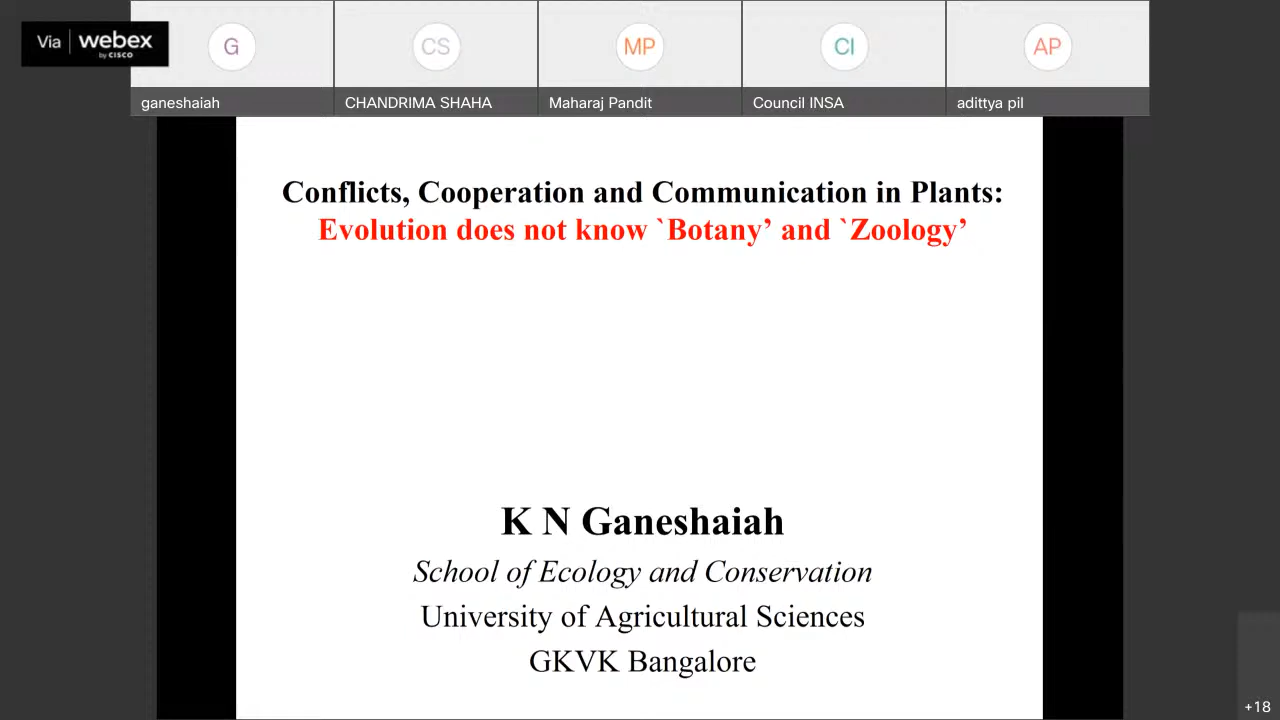 Via webex
by CISCO
G
CS
MP
CI
AP
ganeshaiah
CHANDRIMA SHAHA
Maharaj Pandit
Council INSA
adittya pil
Conflicts, Cooperation and Communication in Plants:
Evolution does not know `Botany’ and `Zoology’
K N Ganeshaiah
School of Ecology and Conservation
University of Agricultural Sciences
GKVK Bangalore
+18